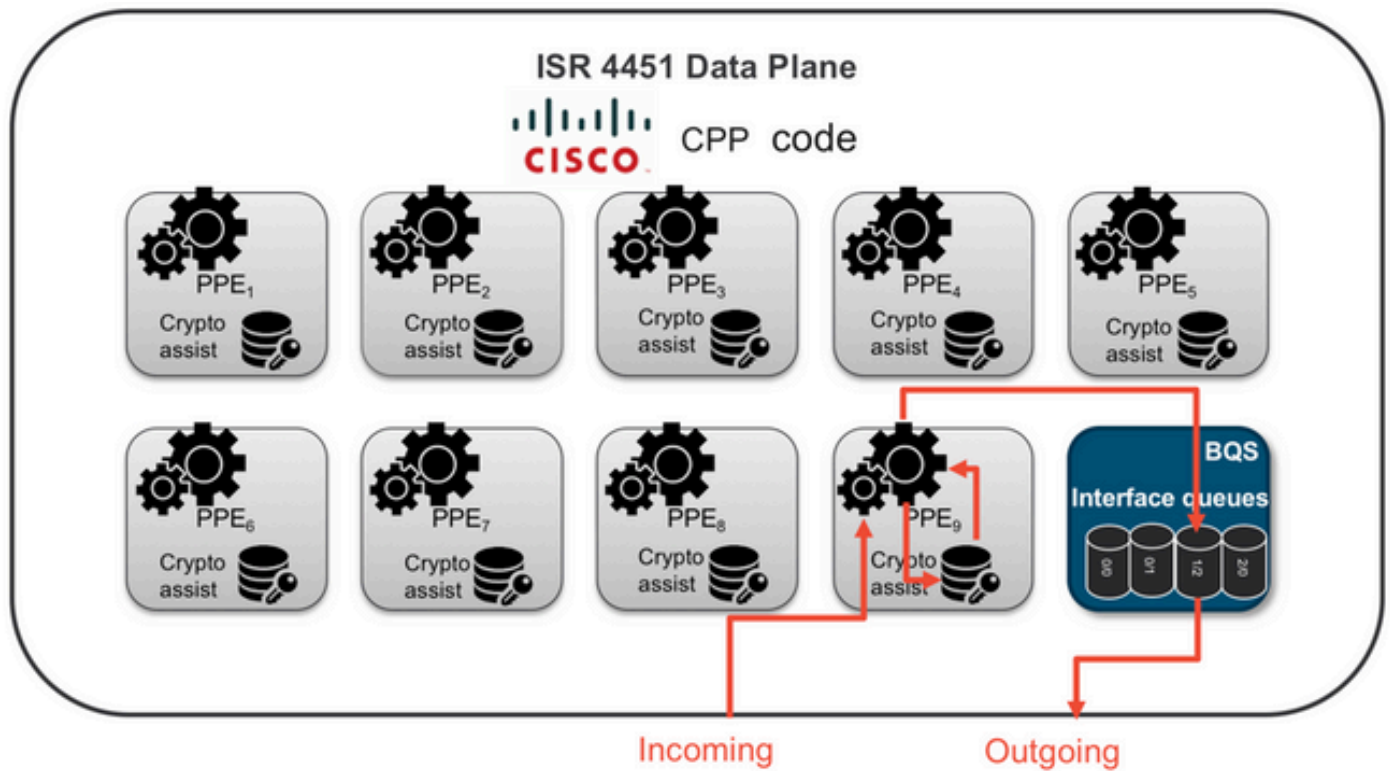 ISR 4451 Data Plane
CISCO CPP code
PPE₁
Crypto
assist
PPE₂
Crypto
assist
PPE₃
Crypto
assist
PPE₄
Crypto
assist
PPE₅
Crypto
assist
PPE₆
Crypto
assist
PPE₇
Crypto
assist
PPE₈
Crypto
assist
PPE₉
Crypto
assist
BQS
Interface queues
0/0
0/1
1/2
2/0
Incoming
Outgoing